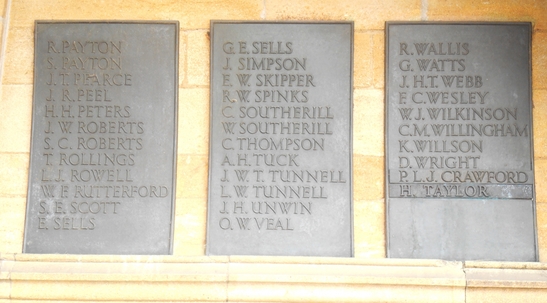 R. PAYTON
S. PAYTON
J. T. PEARCE
J. R. PEEL
H. H. PETERS
J. W. ROBERTS
S. C. ROBERTS
T. ROLLINGS
L. J. ROWELL
W. F. RUTTERFORD
S. E. SCOTT
E. SELLS
G. E. SELLS
J. SIMPSON
E. W. SKIPPER
R. W. SPINKS
C. SOUTHERILL
W. SOUTHERILL
C. THOMPSON
A. H. TUCK
J. W. T. TUNNELL
L. W. TUNNELL
J. H. UNWIN
O. W. VEAL
R. WALLIS
G. WATTS
J. H. T. WEBB
F. C. WESLEY
W. J. WILKINSON
C. M. WILLINGHAM
K. WILLSON
D. WRIGHT
P. L. J. CRAWFORD
H. TAYLOR